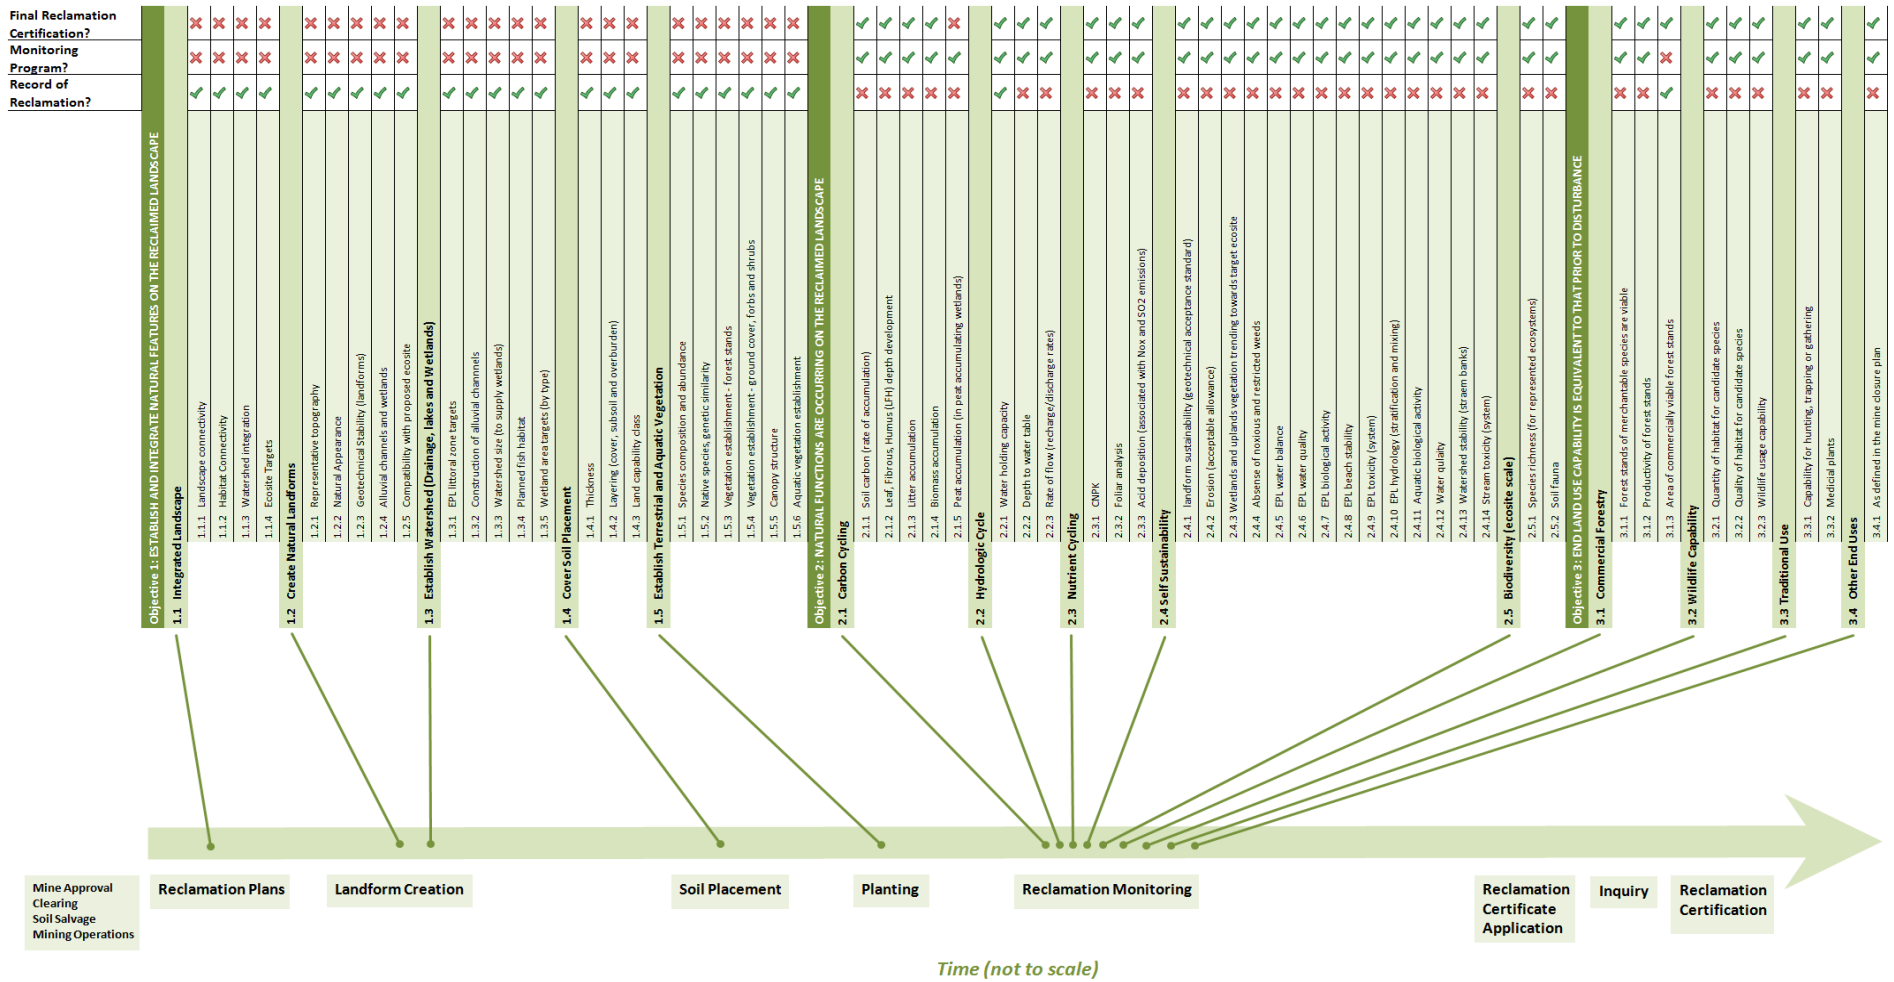 Final Reclamation
Certification?
Monitoring
Program?
Record of
Reclamation?
Objective 1: ESTABLISH AND INTEGRATE NATURAL FEATURES ON THE RECLAIMED LANDSCAPE
1.1 Integrated Landscape
1.1.1 Landscape connectivity
1.1.2 Habitat Connectivity
1.1.3 Watershed integration
1.1.4 Ecosite Targets
1.2 Create Natural Landforms
1.2.1 Representative topography
1.2.2 Natural Appearance
1.2.3 Geotechnical Stability (landforms)
1.2.4 Alluvial channels and wetlands
1.2.5 Compatibility with proposed ecosite
1.3 Establish Watershed (Drainage, lakes and Wetlands)
1.3.1 EPL littoral zone targets
1.3.2 Construction of alluvial channnels
1.3.3 Watershed size (to supply wetlands)
1.3.4 Planned fish habitat
1.3.5 Wetland area targets (by type)
1.4 Cover Soil Placement
1.4.1 Thickness
1.4.2 Layering (cover, subsoil and overburden)
1.4.3 Land capability class
1.5 Establish Terrestrial and Aquatic Vegetation
1.5.1 Species composition and abundance
1.5.2 Native species, genetic similarity
1.5.3 Vegetation establishment - forest stands
1.5.4 Vegetation establishment - ground cover, forbs and shrubs
1.5.5 Canopy structure
1.5.6 Aquatic vegetation establishment
Objective 2: NATURAL FUNCTIONS ARE OCCURRING ON THE RECLAIMED LANDSCAPE
2.1 Carbon Cycling
2.1.1 Soil carbon (rate of accumulation)
2.1.2 Leaf, Fibrous, Humus (LFH) depth development
2.1.3 Litter accumulation
2.1.4 Biomass accumulation
2.1.5 Peat accumulation (in peat accumulating wetlands)
2.2 Hydrologic Cycle
2.2.1 Water holding capacity
2.2.2 Depth to water table
2.2.3 Rate of flow (recharge/discharge rates)
2.3 Nutrient Cycling
2.3.1 CNPK
2.3.2 Foliar analysis
2.3.3 Acid deposition (associated with Nox and SO2 emissions)
2.4 Self Sustainability
2.4.1 landform sustainability (geotechnical acceptance standard)
2.4.2 Erosion (acceptable allowance)
2.4.3 Wetlands and uplands vegetation trending towards target ecosite
2.4.4 Absense of noxious and restricted weeds
2.4.5 EPL water balance
2.4.6 EPL water quality
2.4.7 EPL biological activity
2.4.8 EPL beach stability
2.4.9 EPL toxicity (system)
2.4.10 EPL hydrology (stratification and mixing)
2.4.11 Aquatic biological activity
2.4.12 Water qulaity
2.4.13 Watershed stability (straem banks)
2.4.14 Stream toxicity (system)
2.5 Biodiversity (ecosite scale)
2.5.1 Species richness (for represented ecosystems)
2.5.2 Soil fauna
Objective 3: END LAND USE CAPABILITY IS EQUIVALENT TO THAT PRIOR TO DISTURBANCE
3.1 Commercial Forestry
3.1.1 Forest stands of merchantable species are viable
3.1.2 Productivity of forest stands
3.1.3 Area of commercially viable forest stands
3.2 Wildlife Capability
3.2.1 Quantity of habitat for candidate species
3.2.2 Quality of habitat for candidate species
3.2.3 Wildlife usage capability
3.3 Traditional Use
3.3.1 Capability for hunting, trapping or gathering
3.3.2 Medicial plants
3.4 Other End Uses
3.4.1 As defined in the mine closure plan
Mine Approval
Clearing
Soil Salvage
Mining Operations
Reclamation Plans
Landform Creation
Soil Placement
Planting
Reclamation Monitoring
Reclamation
Certificate
Application
Inquiry
Reclamation
Certification
Time (not to scale)